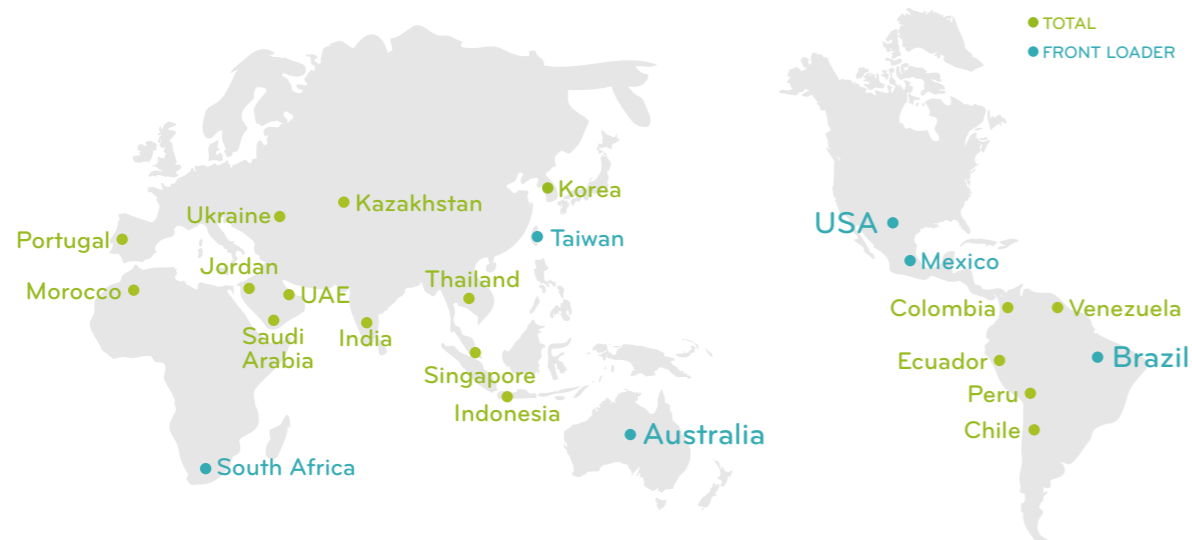 TOTAL
FRONT LOADER
Korea
Kazakhstan
Ukraine
USA
Portugal
Taiwan
Mexico
Jordan
Thailand
Morocco
UAE
Colombia
Venezuela
Saudi
Arabia
India
Brazil
Ecuador
Singapore
Peru
Indonesia
Chile
Australia
South Africa